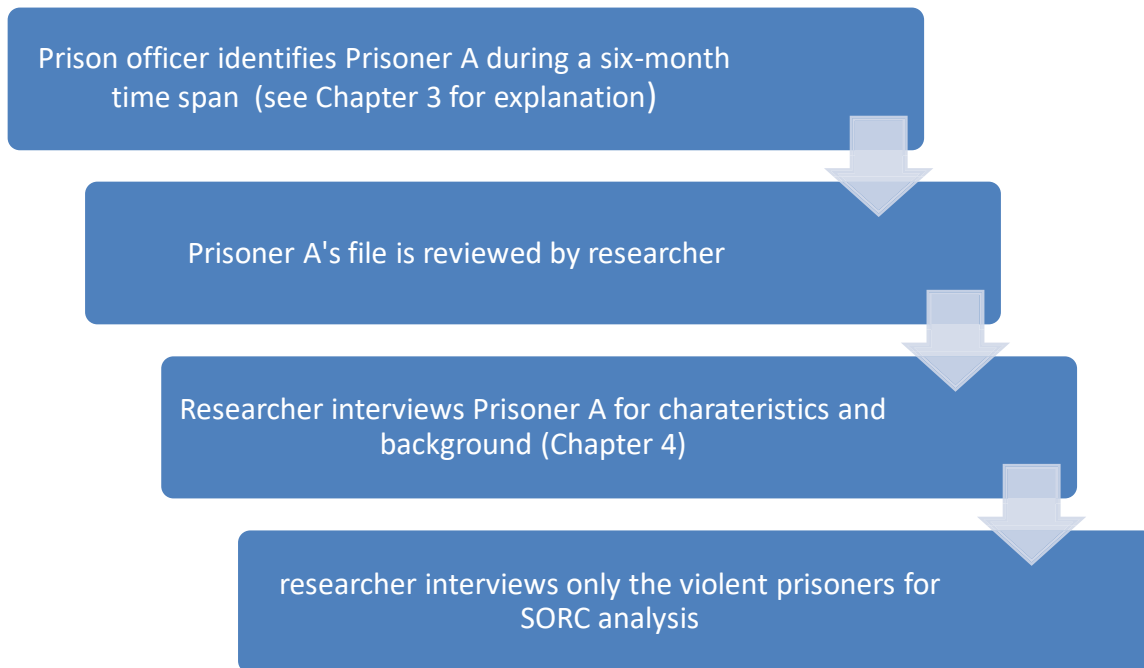 Prison officer identifies Prisoner A during a six-month
time span (see Chapter 3 for explanation)
Prisoner A's file is reviewed by researcher
Researcher interviews Prisoner A for charateristics and
background (Chapter 4)
researcher interviews only the violent prisoners for
SORC analysis